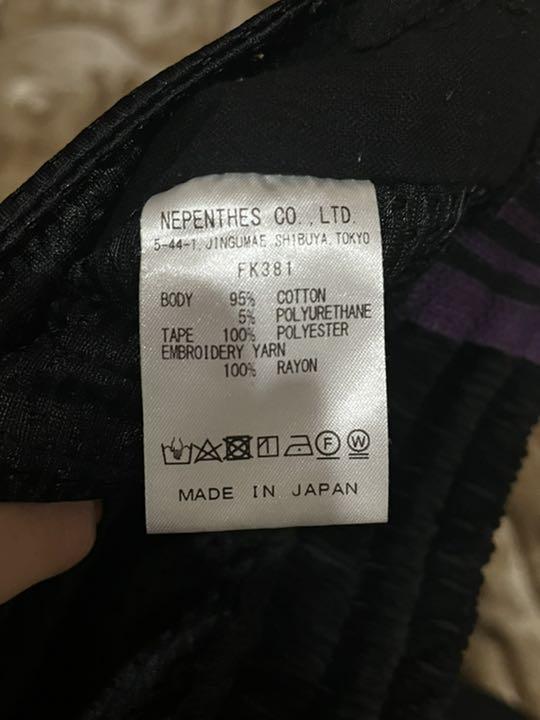 NEPENTHES CO.,LTD.
5-44-1,JINGUMAE,SHIBUYA,TOKYO
FK381
BODY 95% COTTON
5% POLYURETHANE
TAPE 100% POLYESTER
EMBROIDERY YARN
100% RAYON
F W
MADE IN JAPAN